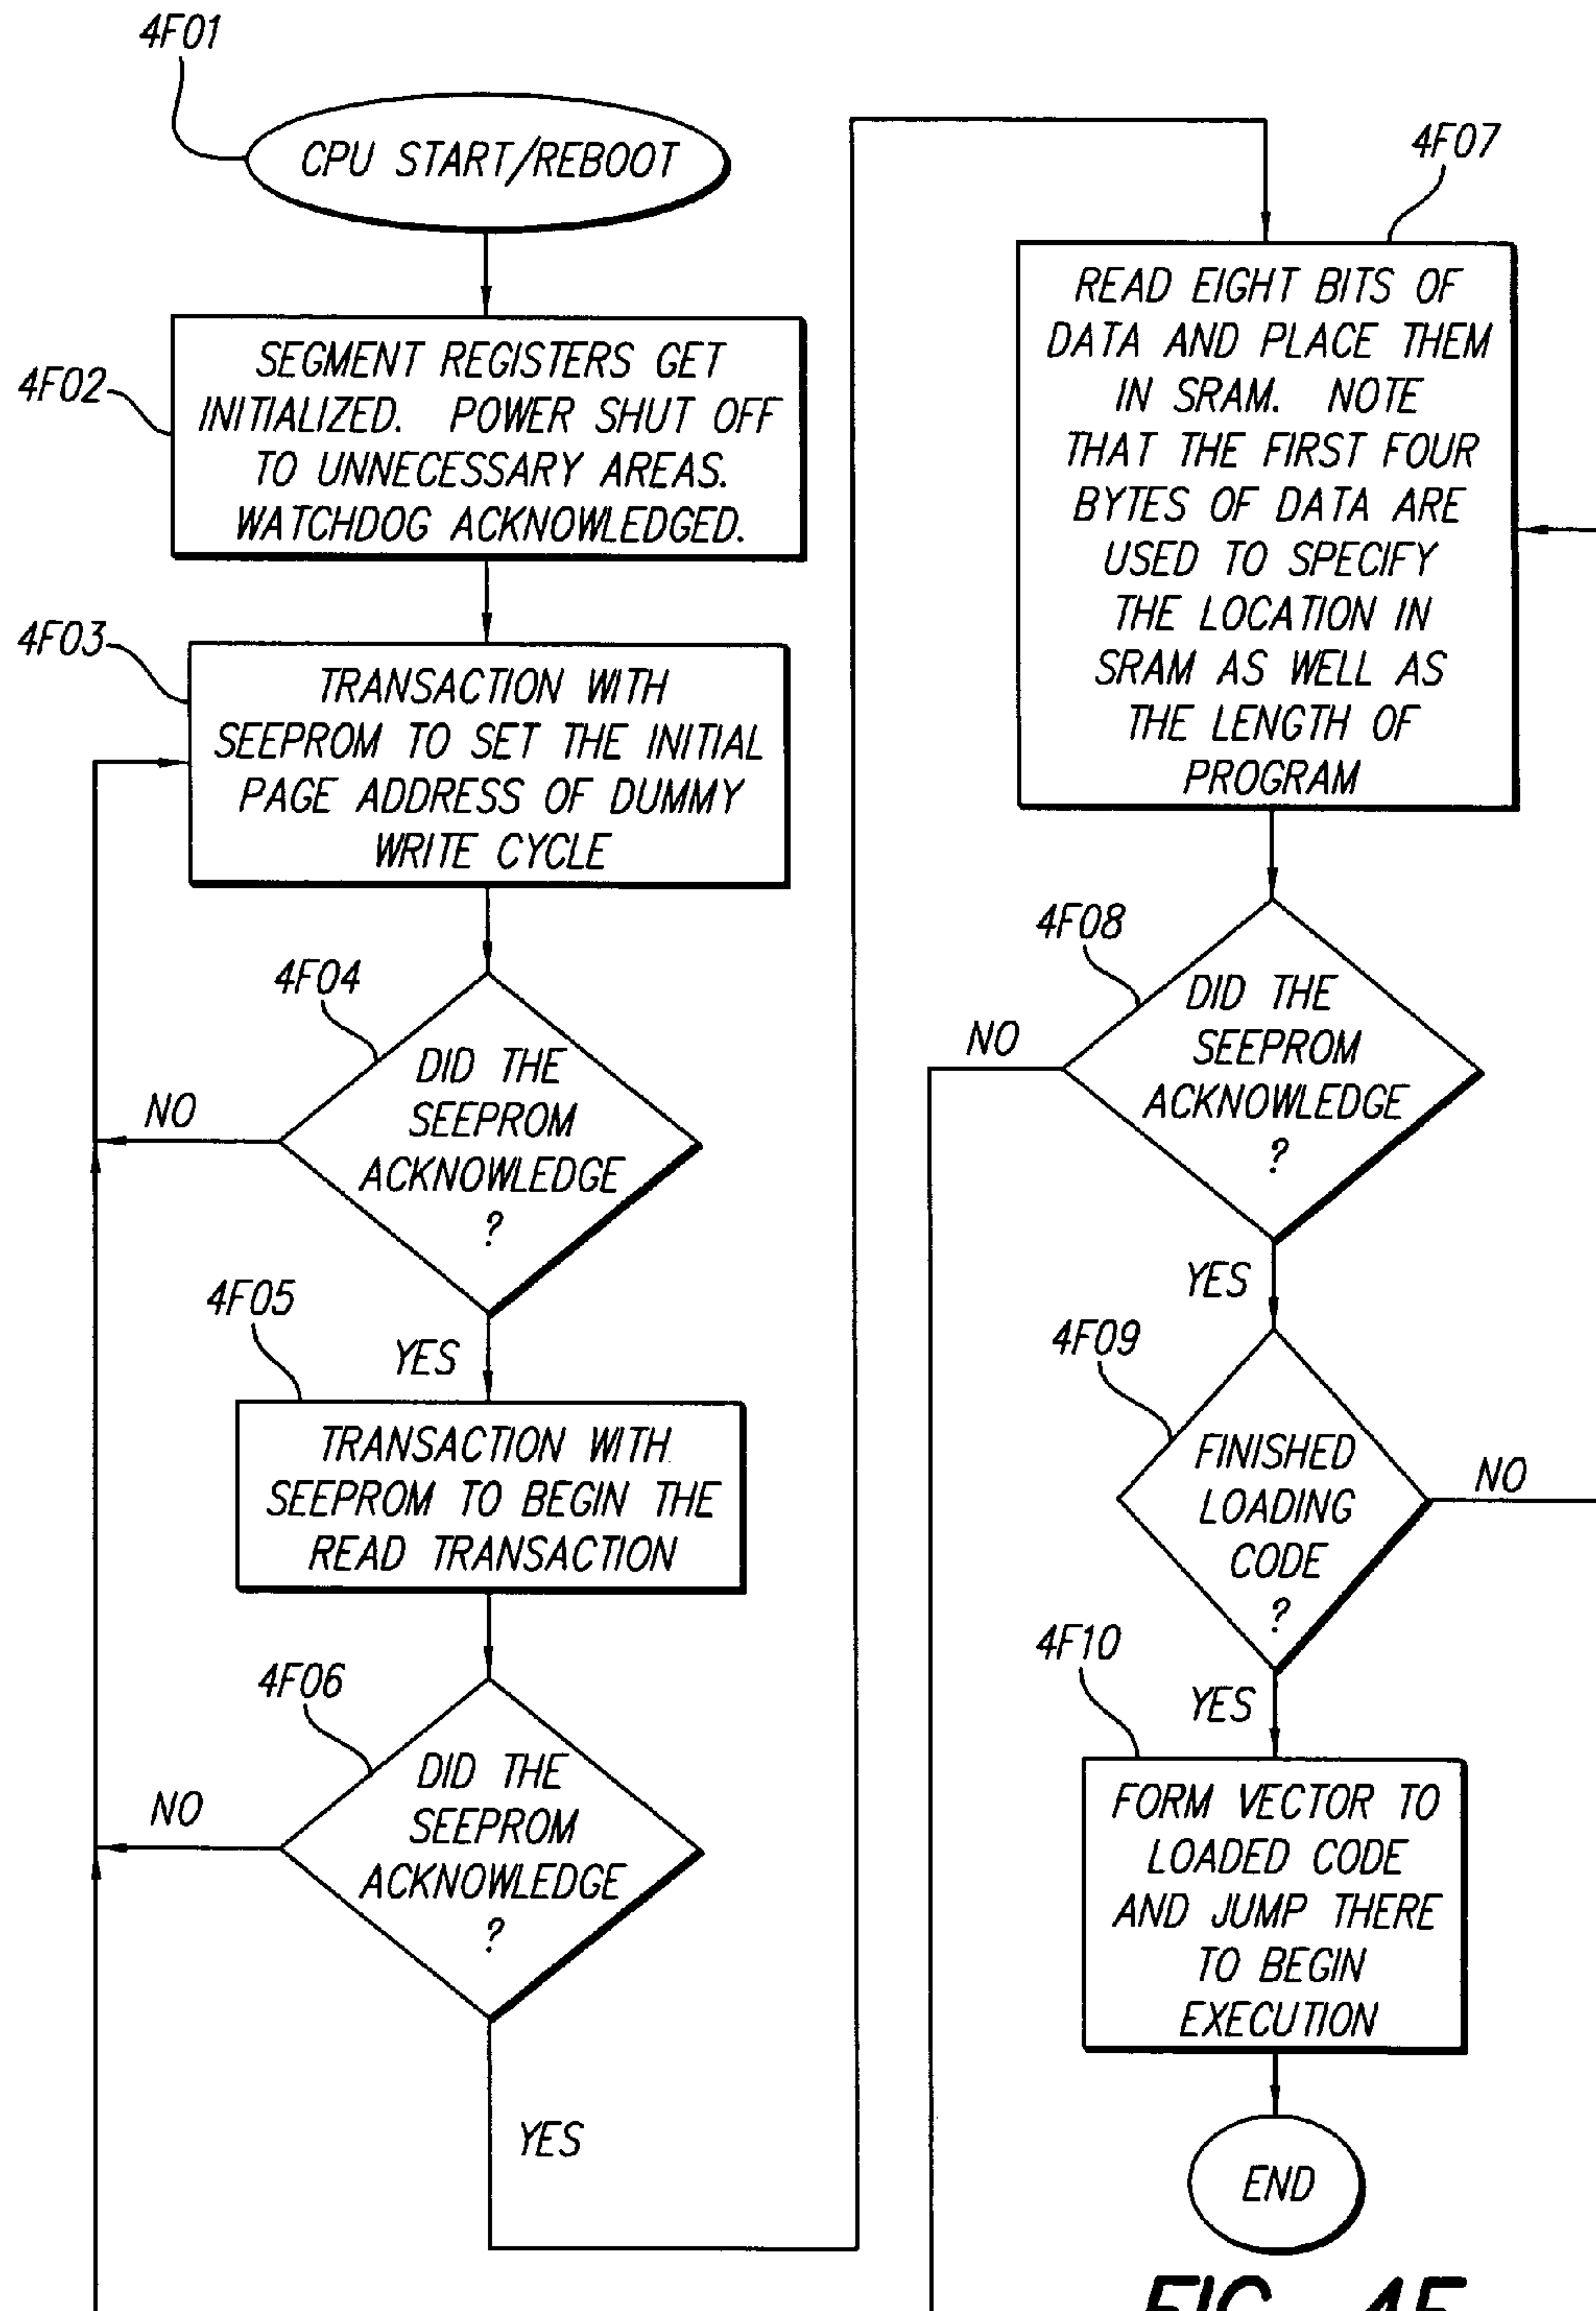 4F01
CPU START/REBOOT
4F02
SEGMENT REGISTERS GET
INITIALIZED. POWER SHUT OFF
TO UNNECESSARY AREAS.
WATCHDOG ACKNOWLEDGED.
4F03
TRANSACTION WITH
SEEPROM TO SET THE INITIAL
PAGE ADDRESS OF DUMMY
WRITE CYCLE
4F04
DID THE
SEEPROM
ACKNOWLEDGE
?
NO
YES
4F05
TRANSACTION WITH
SEEPROM TO BEGIN THE
READ TRANSACTION
4F06
DID THE
SEEPROM
ACKNOWLEDGE
?
NO
YES
4F07
READ EIGHT BITS OF
DATA AND PLACE THEM
IN SRAM. NOTE
THAT THE FIRST FOUR
BYTES OF DATA ARE
USED TO SPECIFY
THE LOCATION IN
SRAM AS WELL AS
THE LENGTH OF
PROGRAM
4F08
DID THE
SEEPROM
ACKNOWLEDGE
?
NO
YES
4F09
FINISHED
LOADING
CODE
?
NO
YES
4F10
FORM VECTOR TO
LOADED CODE
AND JUMP THERE
TO BEGIN
EXECUTION
END